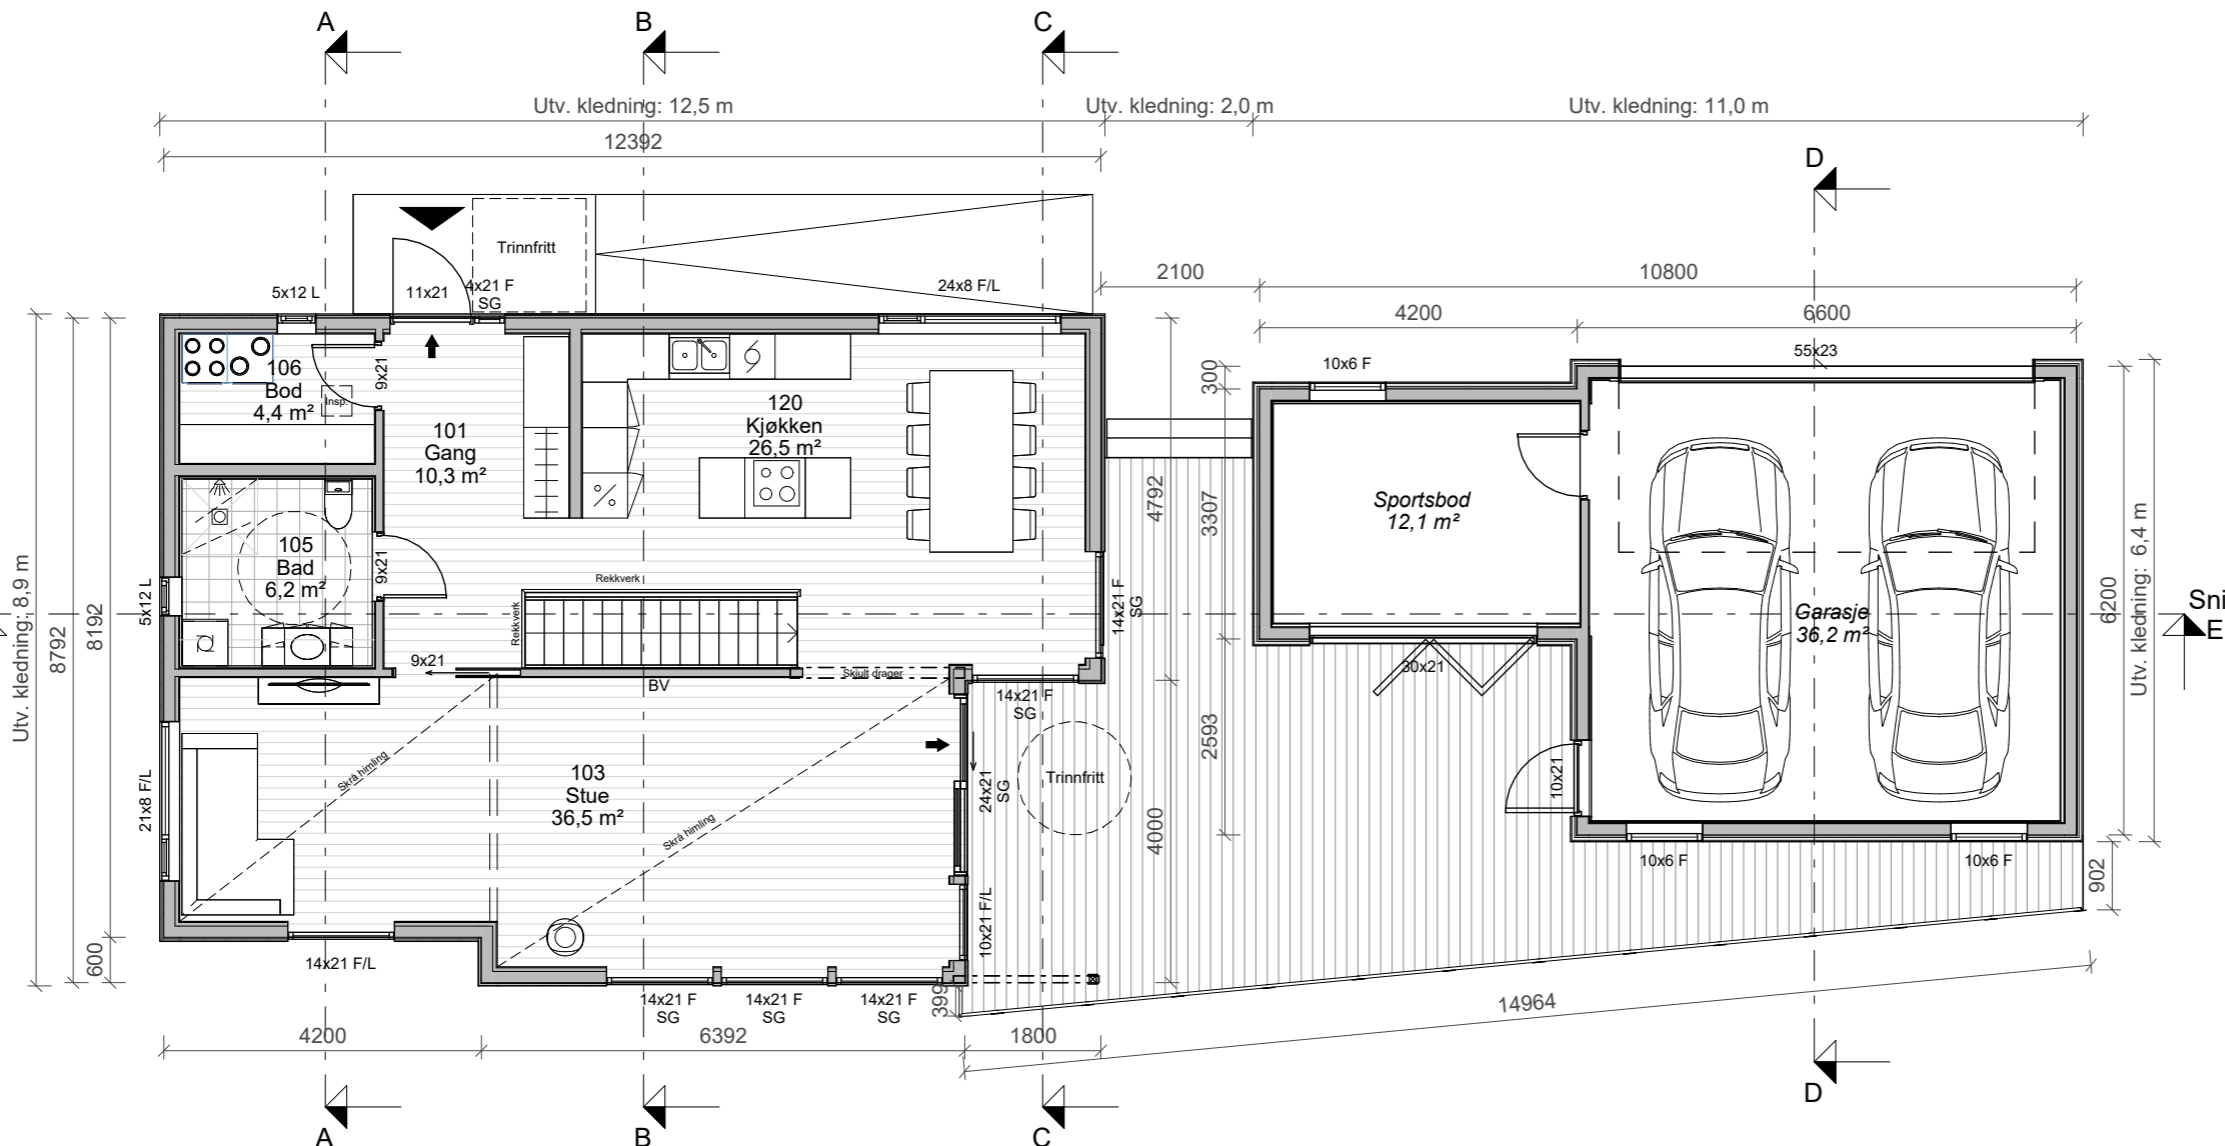 A
B
C
Utv. kledning: 12,5 m
Utv. kledning: 2,0 m
Utv. kledning: 11,0 m
12392
D
Trinnfritt
2100
10800
5x12 L
11x21
4x21 F
SG
24x8 F/L
4200
6600
55x23
10x6 F
300
106
Bod
4,4 m²
Insp.
9x21
101
Gang
10,3 m²
120
Kjøkken
26,5 m²
4792
3307
Sportsbod
12,1 m²
Utv. kledning: 8,9 m
8792
8192
105
Bad
6,2 m²
9x21
5x12 L
Rekkverk
Rekkverk
14x21 F
SG
Garasje
36,2 m²
6200
Utv. kledning: 6,4 m
Sni
E
9x21
BV
Skjult drager
30x21
14x21 F
SG
2593
21x8 F/L
Skrå himling
103
Stue
36,5 m²
Skrå himling
24x21
SG
Trinnfritt
10x21
4000
10x6 F
10x6 F
902
10x21 F/L
600
14x21 F/L
14x21 F
SG
14x21 F
SG
14x21 F
SG
399
14964
4200
6392
1800
D
A
B
C